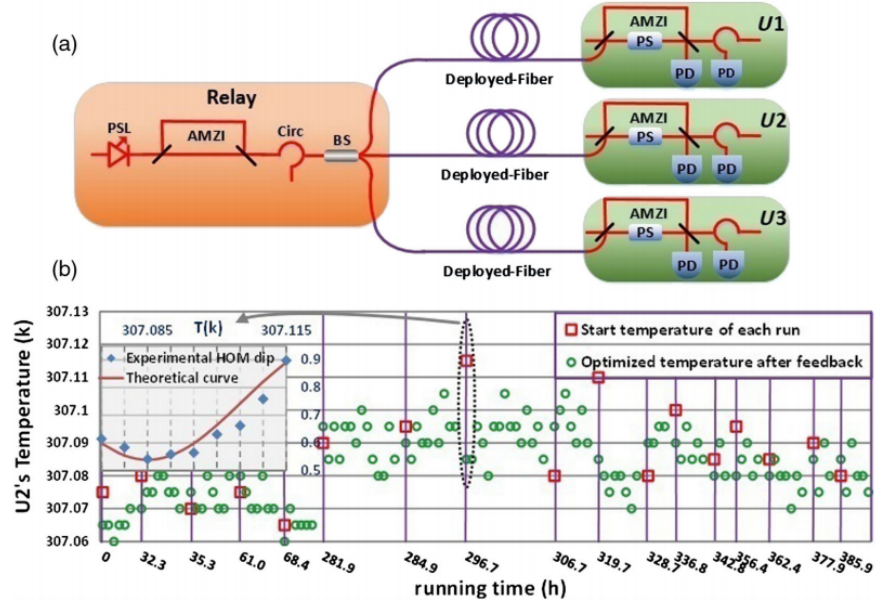 (a)
Relay
PSL
AMZI
Circ
BS
Deployed-Fiber
AMZI
PS
PD
PD
U1
Deployed-Fiber
AMZI
PS
PD
PD
U2
Deployed-Fiber
AMZI
PS
PD
PD
U3
(b)
U2's Temperature (k)
307.13
307.12
307.11
307.1
307.09
307.08
307.07
307.06
307.085 T(k) 307.115
Experimental HOM dip
Theoretical curve
0.9
0.8
0.7
0.6
0.5
Start temperature of each run
Optimized temperature after feedback
0 32.3 35.3 61.0 68.4 281.9 284.9 296.7 306.7 319.7 328.7 336.8 342.8 356.4 362.4 377.9 385.9
running time (h)